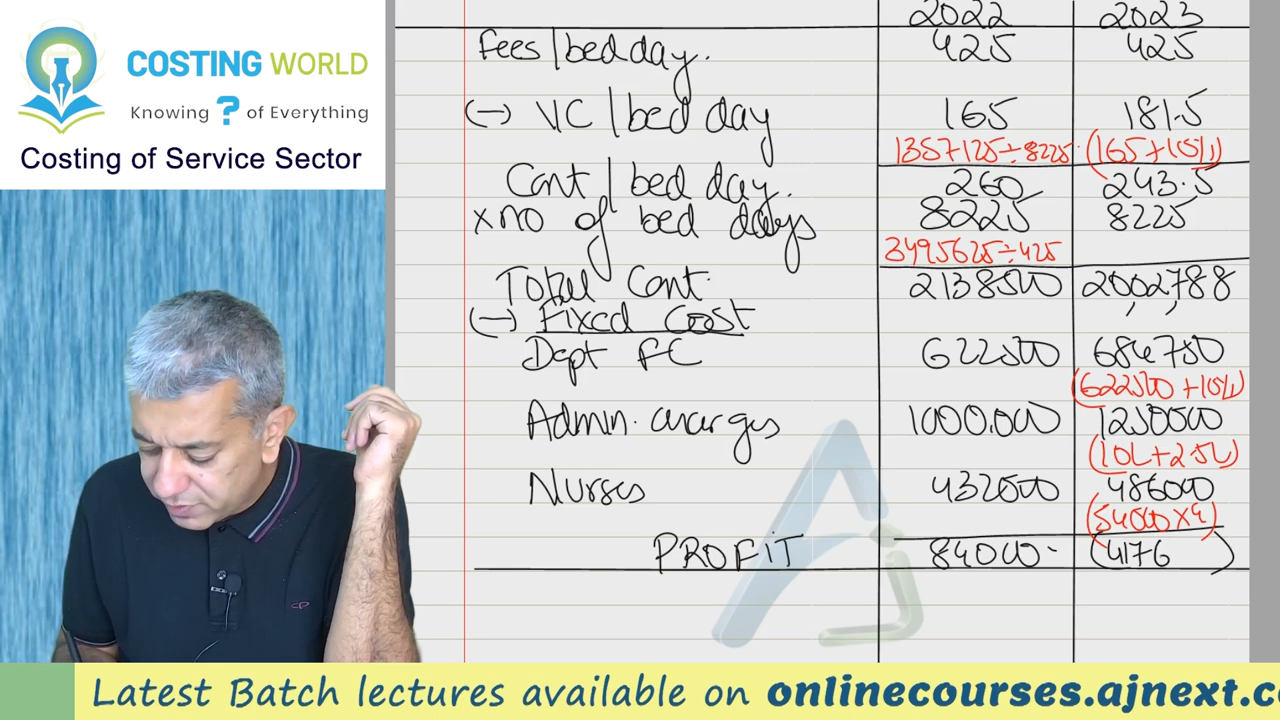 COSTING WORLD
Knowing ? of Everything
Costing of Service Sector
2022 2023
Fees/bed day. 425 425
(-) VC/bed day 165 181.5
1357125÷8225. (165+10%)
Cont/bed day. 260 243.5
x no of bed days 8225 8225
3495625÷425
Total Cont. 2138500 2002788
(-) Fixed Cost
Dept FC 622500 684750
(622500+10%)
Admn. charges 1000,000 1250000
(10L+2.5L)
Nurses 432000 486000
(54000x9)
PROFIT 84000- (4176 )
Latest Batch lectures available on onlinecourses.ajnext.c